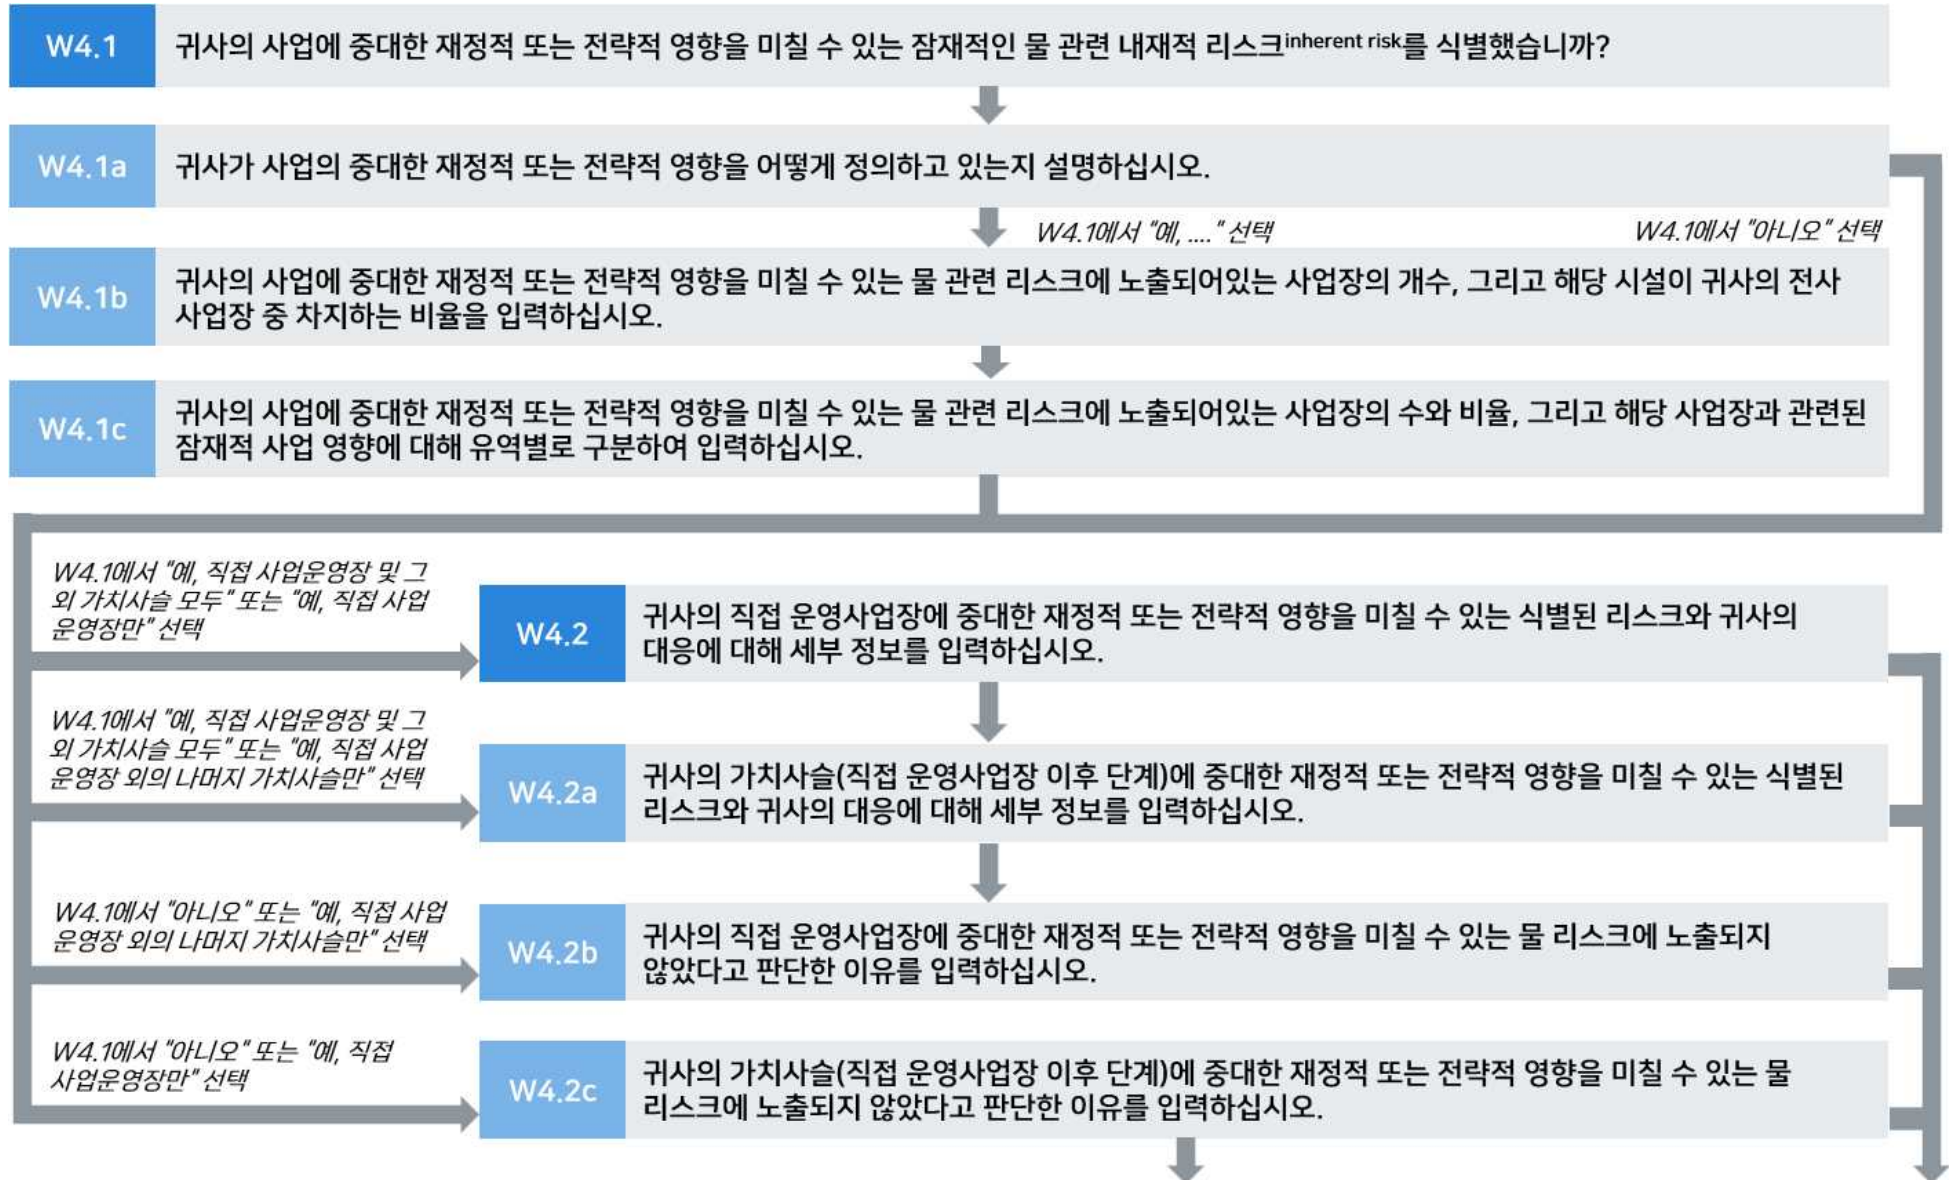 W4.1
귀사의 사업에 중대한 재정적 또는 전략적 영향을 미칠 수 있는 잠재적인 물 관련 내재적 리스크inherent risk를 식별했습니까?
W4.1a
귀사가 사업의 중대한 재정적 또는 전략적 영향을 어떻게 정의하고 있는지 설명하십시오.
W4.1에서 "예, ...." 선택
W4.1에서 "아니오" 선택
W4.1b
귀사의 사업에 중대한 재정적 또는 전략적 영향을 미칠 수 있는 물 관련 리스크에 노출되어있는 사업장의 개수, 그리고 해당 시설이 귀사의 전사
사업장 중 차지하는 비율을 입력하십시오.
W4.1c
귀사의 사업에 중대한 재정적 또는 전략적 영향을 미칠 수 있는 물 관련 리스크에 노출되어있는 사업장의 수와 비율, 그리고 해당 사업장과 관련된
잠재적 사업 영향에 대해 유역별로 구분하여 입력하십시오.
W4.1에서 "예, 직접 사업운영장 및 그
외 가치사슬 모두" 또는 "예, 직접 사업
운영장만" 선택
W4.2
귀사의 직접 운영사업장에 중대한 재정적 또는 전략적 영향을 미칠 수 있는 식별된 리스크와 귀사의
대응에 대해 세부 정보를 입력하십시오.
W4.1에서 "예, 직접 사업운영장 및 그
외 가치사슬 모두" 또는 "예, 직접 사업
운영장 외의 나머지 가치사슬만" 선택
W4.2a
귀사의 가치사슬(직접 운영사업장 이후 단계)에 중대한 재정적 또는 전략적 영향을 미칠 수 있는 식별된
리스크와 귀사의 대응에 대해 세부 정보를 입력하십시오.
W4.1에서 "아니오" 또는 "예, 직접 사업
운영장 외의 나머지 가치사슬만" 선택
W4.2b
귀사의 직접 운영사업장에 중대한 재정적 또는 전략적 영향을 미칠 수 있는 물 리스크에 노출되지
않았다고 판단한 이유를 입력하십시오.
W4.1에서 "아니오" 또는 "예, 직접
사업운영장만" 선택
W4.2c
귀사의 가치사슬(직접 운영사업장 이후 단계)에 중대한 재정적 또는 전략적 영향을 미칠 수 있는 물
리스크에 노출되지 않았다고 판단한 이유를 입력하십시오.